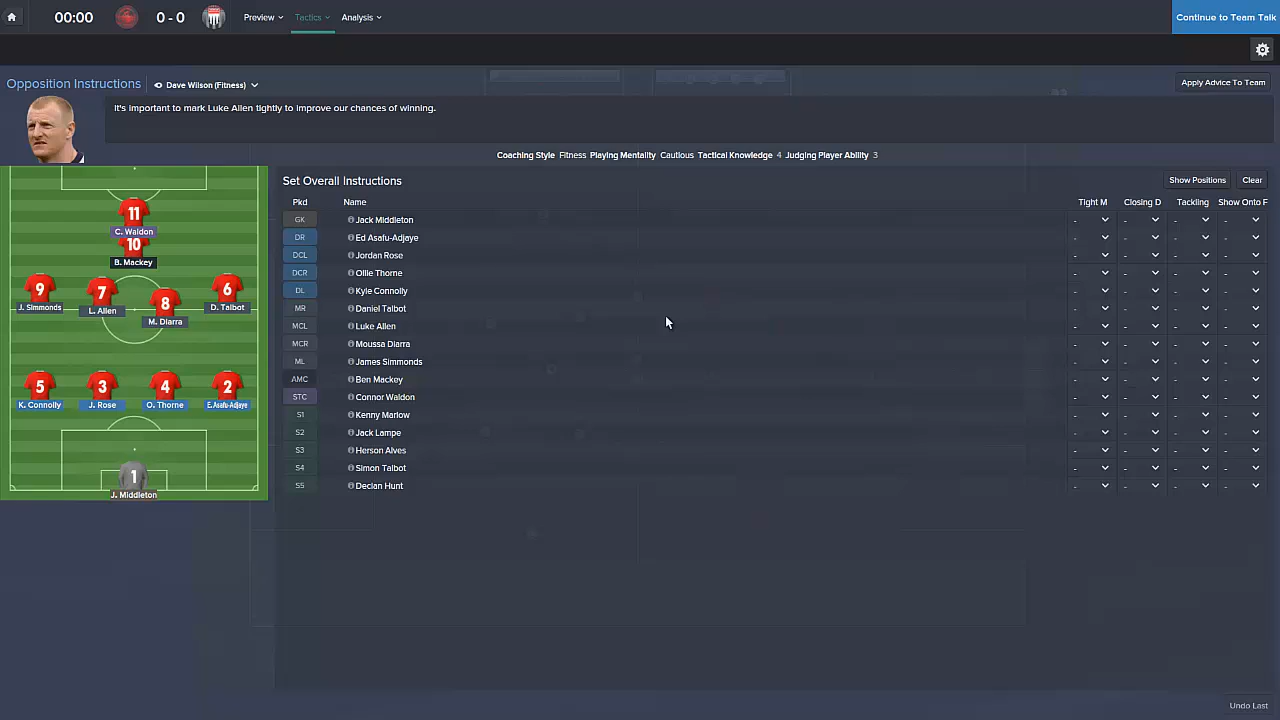 00:00 0 - 0 Preview Tactics Analysis Continue to Team Talk
Opposition Instructions Dave Wilson (Fitness) Apply Advice To Team
It's important to mark Luke Allen tightly to improve our chances of winning.
Coaching Style Fitness Playing Mentality Cautious Tactical Knowledge 4 Judging Player Ability 3
Set Overall Instructions Show Positions Clear
Pkd Name Tight M Closing D Tackling Show Onto F
GK Jack Middleton - - - -
DR Ed Asafu-Adjaye - - - -
DCL Jordan Rose - - - -
DCR Ollie Thorne - - - -
DL Kyle Connolly - - - -
MR Daniel Talbot - - - -
MCL Luke Allen - - - -
MCR Moussa Diarra - - - -
ML James Simmonds - - - -
AMC Ben Mackey - - - -
STC Connor Waldon - - - -
S1 Kenny Marlow - - - -
S2 Jack Lampe - - - -
S3 Herson Alves - - - -
S4 Simon Talbot - - - -
S5 Declan Hunt - - - -
11
C. Waldon
10
B. Mackey
9 7 8 6
J. Simmonds L. Allen M. Diarra D. Talbot
5 3 4 2
K. Connolly J. Rose O. Thorne E. Asafu-Adjaye
1
J. Middleton
Undo Last